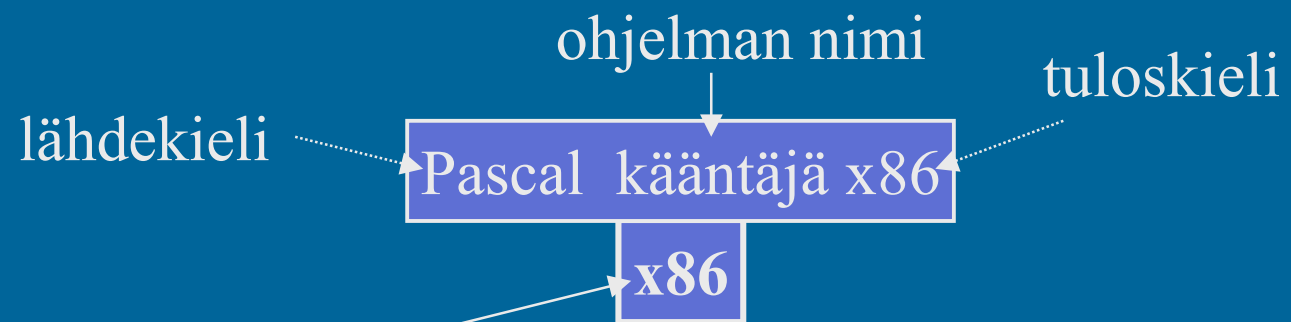 ohjelman nimi
tuloskieli
lähdekieli
Pascal kääntäjä x86
x86